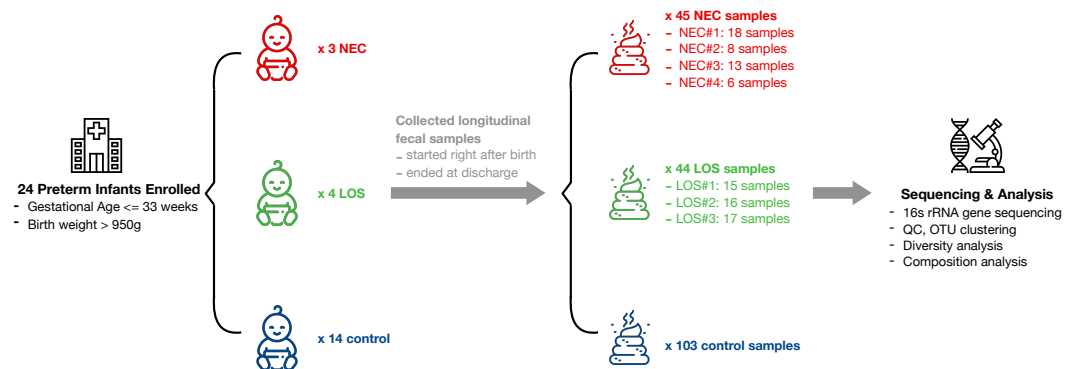 24 Preterm Infants Enrolled
- Gestational Age <= 33 weeks
- Birth weight > 950g
x 3 NEC
x 4 LOS
x 14 control
Collected longitudinal
fecal samples
- started right after birth
- ended at discharge
x 45 NEC samples
- NEC#1: 18 samples
- NEC#2: 8 samples
- NEC#3: 13 samples
- NEC#4: 6 samples
x 44 LOS samples
- LOS#1: 15 samples
- LOS#2: 16 samples
- LOS#3: 17 samples
x 103 control samples
Sequencing & Analysis
- 16s rRNA gene sequencing
- QC, OTU clustering
- Diversity analysis
- Composition analysis